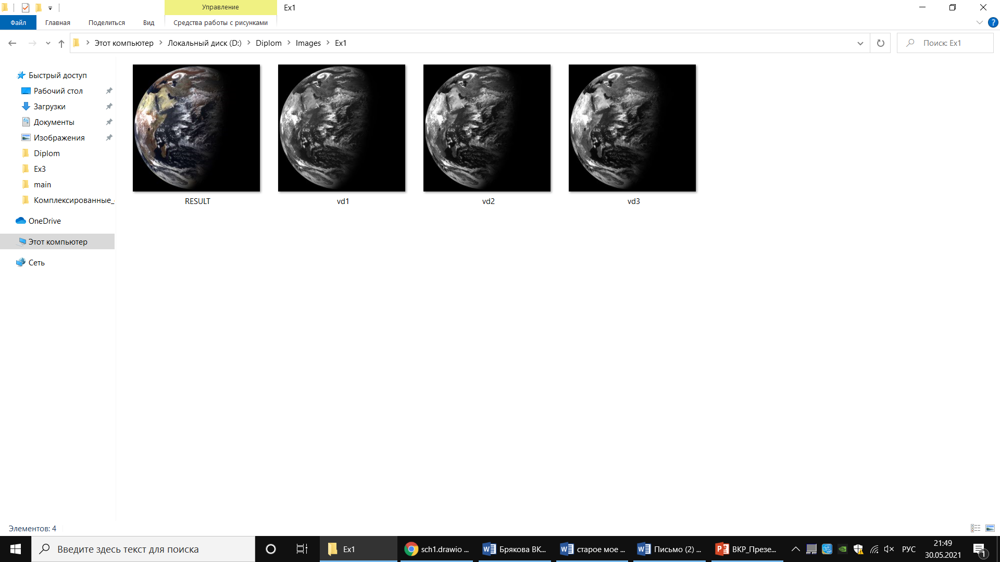 Управление
Ex1
Файл
Главная
Поделиться
Вид
Средства работы с рисунками
Этот компьютер
Локальный диск (D:)
Diplom
Images
Ex1
Поиск: Ex1
Быстрый доступ
Рабочий стол
Загрузки
Документы
Изображения
Diplom
Ex3
main
Комплексированные_
OneDrive
Этот компьютер
Сеть
RESULT
vd1
vd2
vd3
Элементов: 4
Введите здесь текст для поиска
Ex1
sch1.drawio ...
Брякова ВК...
старое мое ...
Письмо (2) ...
ВКР_Презе...
РУС
21:49
30.05.2021
1